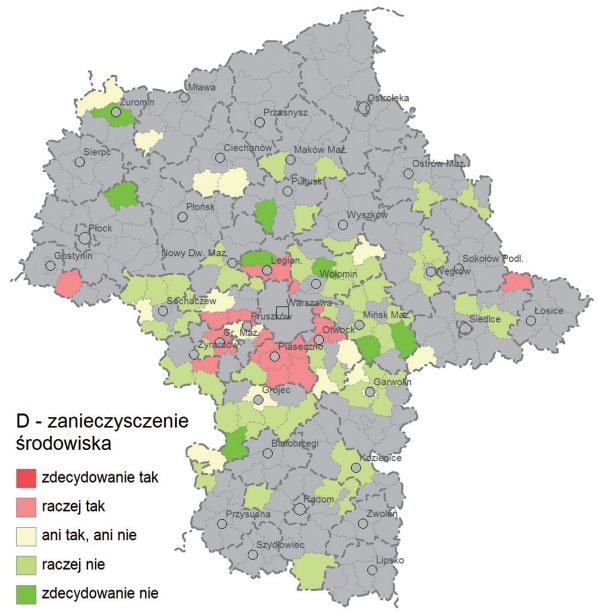 Mława
Żuromin
Ostrołęka
Przasnysz
Ciechanów
Maków Maz.
Sierpc
Ostrów Maz.
Pułtusk
Płońsk
Wyszków
Płock
Gostynin
Nowy Dw. Maz.
Legion.
Sokołów Podl.
Węgrów
Wołomin
Sochaczew
Warszawa
Łosice
Pruszków
Mińsk Maz.
Siedlce
Gr. Maz.
Otwock
Żyrardów
Piaseczno
Garwolin
Grójec
D - zanieczysczenie
środowiska
Białobrzegi
zdecydowanie tak
Kozienice
raczej tak
Radom
ani tak, ani nie
Przysucha
Zwoleń
raczej nie
Szydłowiec
Lipsko
zdecydowanie nie